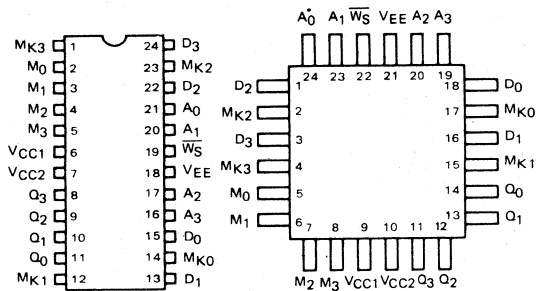 MK3 1 24 D3
M0 2 23 MK2
M1 3 22 D2
M2 4 21 A0
M3 5 20 A1
VCC1 6 19 W̅S̅
VCC2 7 18 VEE
Q3 8 17 A2
Q2 9 16 A3
Q1 10 15 D0
Q0 11 14 MK0
MK1 12 13 D1
A0 A1 W̅S̅ VEE A2 A3
24 23 22 21 20 19
D2 1 18 D0
MK2 2 17 MK0
D3 3 16 D1
MK3 4 15 MK1
M0 5 14 Q0
M1 6 13 Q1
7 8 9 10 11 12
M2 M3 VCC1 VCC2 Q3 Q2